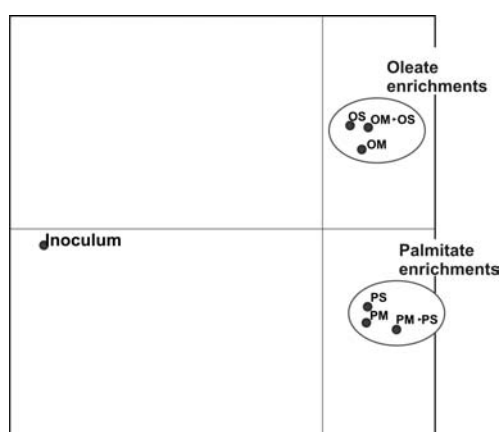 Oleate
enrichments
OS
OM•OS
OM
Inoculum
Palmitate
enrichments
PS
PM
PM•PS